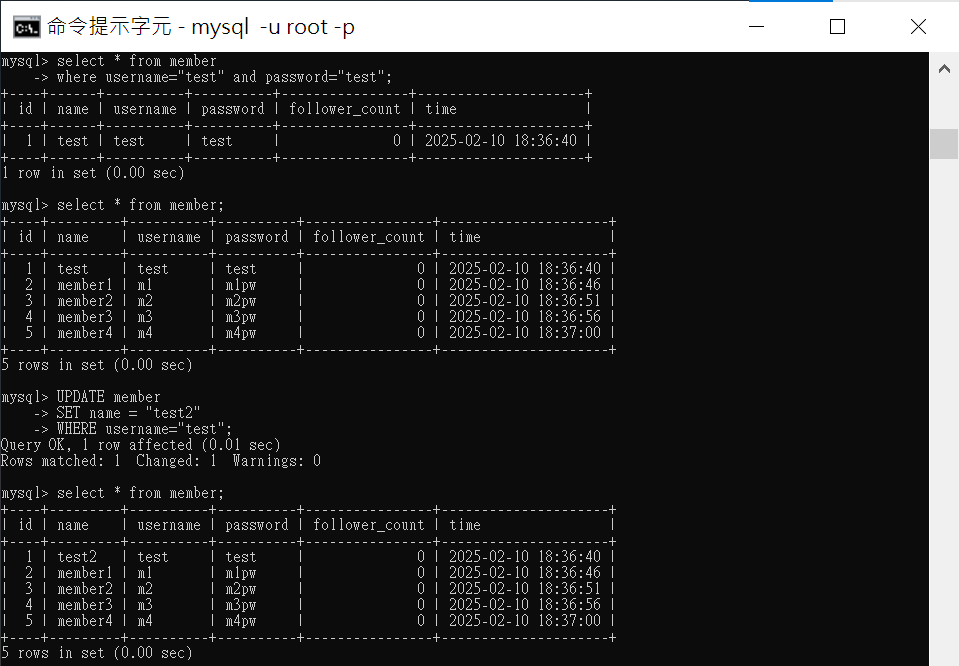 命令提示字元 - mysql  -u root -p
mysql> select * from member
    -> where username="test" and password="test";
+----+------+----------+----------+----------------+---------------------+
| id | name | username | password | follower_count | time                |
+----+------+----------+----------+----------------+---------------------+
|  1 | test | test     | test     |              0 | 2025-02-10 18:36:40 |
+----+------+----------+----------+----------------+---------------------+
1 row in set (0.00 sec)
mysql> select * from member;
+----+---------+----------+----------+----------------+---------------------+
| id | name    | username | password | follower_count | time                |
+----+---------+----------+----------+----------------+---------------------+
|  1 | test    | test     | test     |              0 | 2025-02-10 18:36:40 |
|  2 | member1 | m1       | m1pw     |              0 | 2025-02-10 18:36:46 |
|  3 | member2 | m2       | m2pw     |              0 | 2025-02-10 18:36:51 |
|  4 | member3 | m3       | m3pw     |              0 | 2025-02-10 18:36:56 |
|  5 | member4 | m4       | m4pw     |              0 | 2025-02-10 18:37:00 |
+----+---------+----------+----------+----------------+---------------------+
5 rows in set (0.00 sec)
mysql> UPDATE member
    -> SET name = "test2"
    -> WHERE username="test";
Query OK, 1 row affected (0.01 sec)
Rows matched: 1  Changed: 1  Warnings: 0
mysql> select * from member;
+----+---------+----------+----------+----------------+---------------------+
| id | name    | username | password | follower_count | time                |
+----+---------+----------+----------+----------------+---------------------+
|  1 | test2   | test     | test     |              0 | 2025-02-10 18:36:40 |
|  2 | member1 | m1       | m1pw     |              0 | 2025-02-10 18:36:46 |
|  3 | member2 | m2       | m2pw     |              0 | 2025-02-10 18:36:51 |
|  4 | member3 | m3       | m3pw     |              0 | 2025-02-10 18:36:56 |
|  5 | member4 | m4       | m4pw     |              0 | 2025-02-10 18:37:00 |
+----+---------+----------+----------+----------------+---------------------+
5 rows in set (0.00 sec)